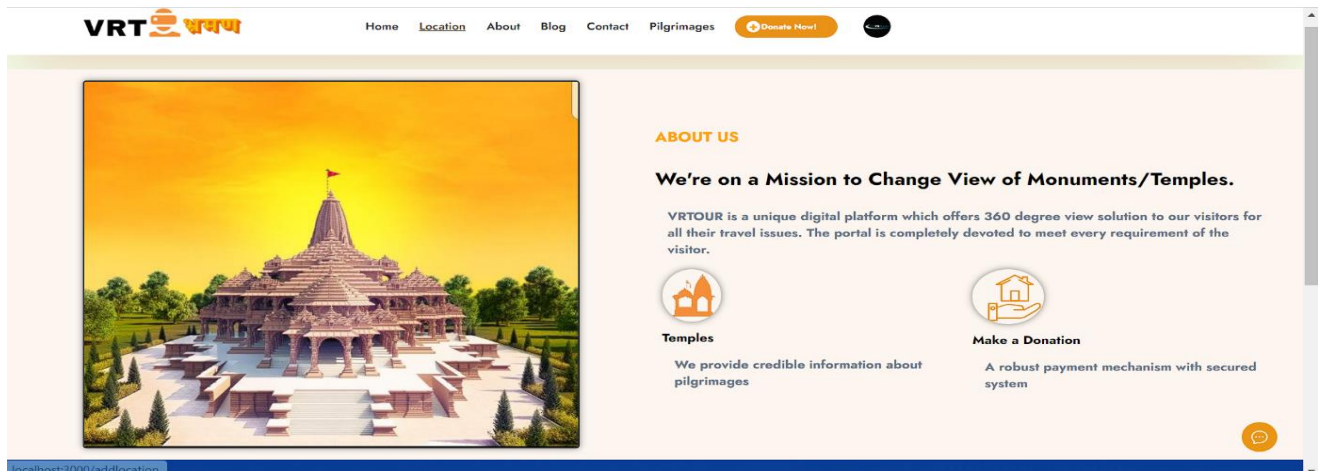 VRT भ्रमण
Home Location About Blog Contact Pilgrimages Donate Now!
ABOUT US
We're on a Mission to Change View of Monuments/Temples.
VRTOUR is a unique digital platform which offers 360 degree view solution to our visitors for
all their travel issues. The portal is completely devoted to meet every requirement of the
visitor.
Temples
Make a Donation
We provide credible information about
pilgrimages
A robust payment mechanism with secured
system
localhost:3000/addlocation